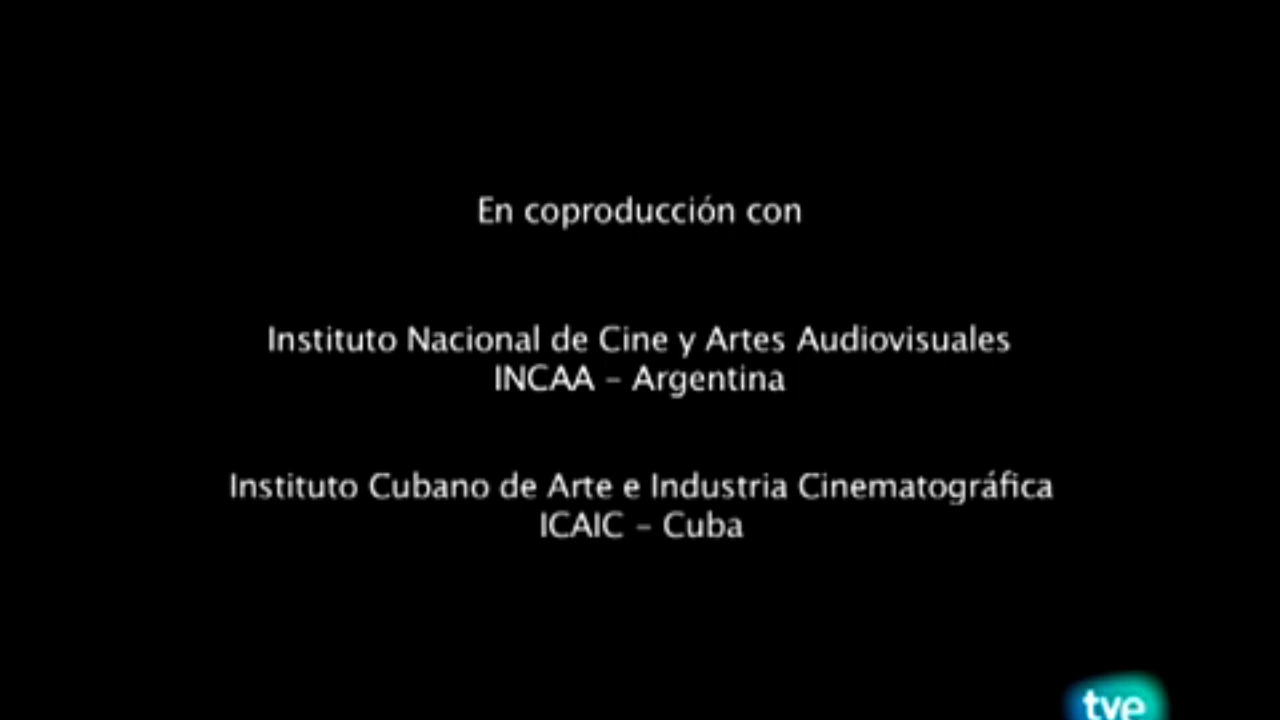 En coproducción con
Instituto Nacional de Cine y Artes Audiovisuales
INCAA – Argentina
Instituto Cubano de Arte e Industria Cinematográfica
ICAIC – Cuba
tve